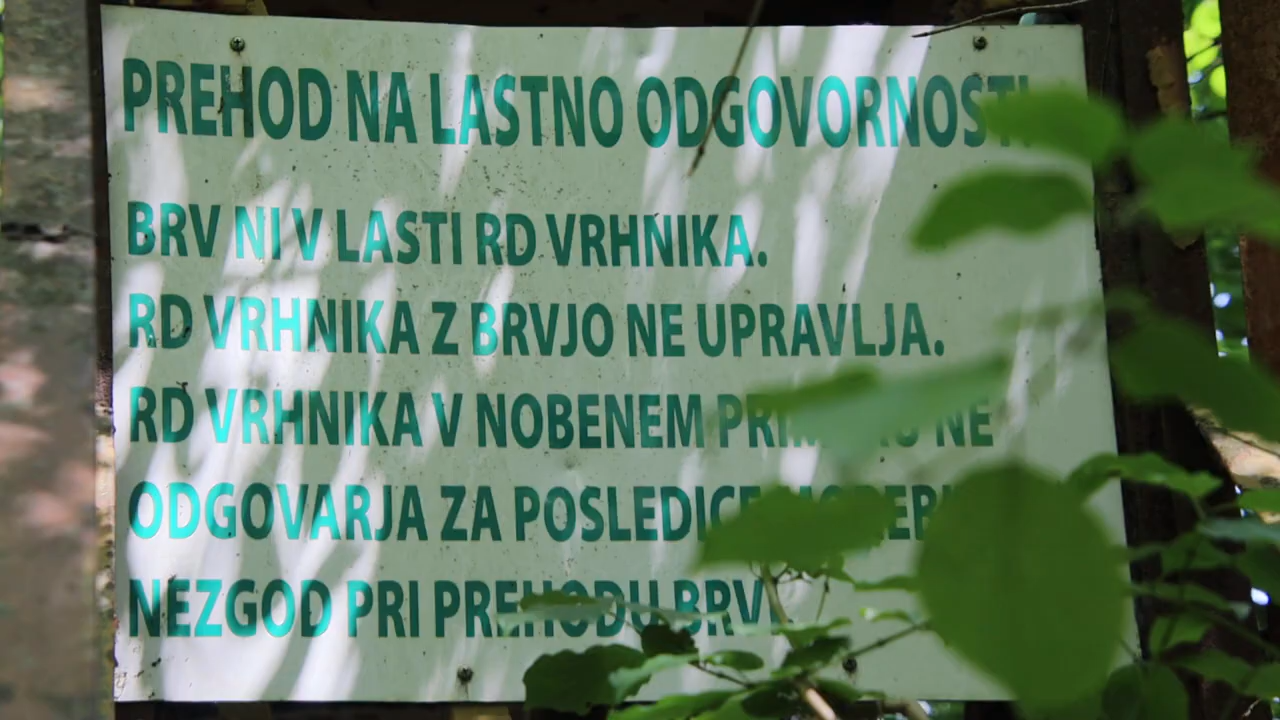 PREHOD NA LASTNO ODGOVORNOSTI
BRV NI V LASTI RD VRHNIKA.
RD VRHNIKA Z BRVJO NE UPRAVLJA.
RD VRHNIKA V NOBENEM NE
ODGOVARJA ZA POSLEDICE
NEZGOD PRI PREHODU BRVI